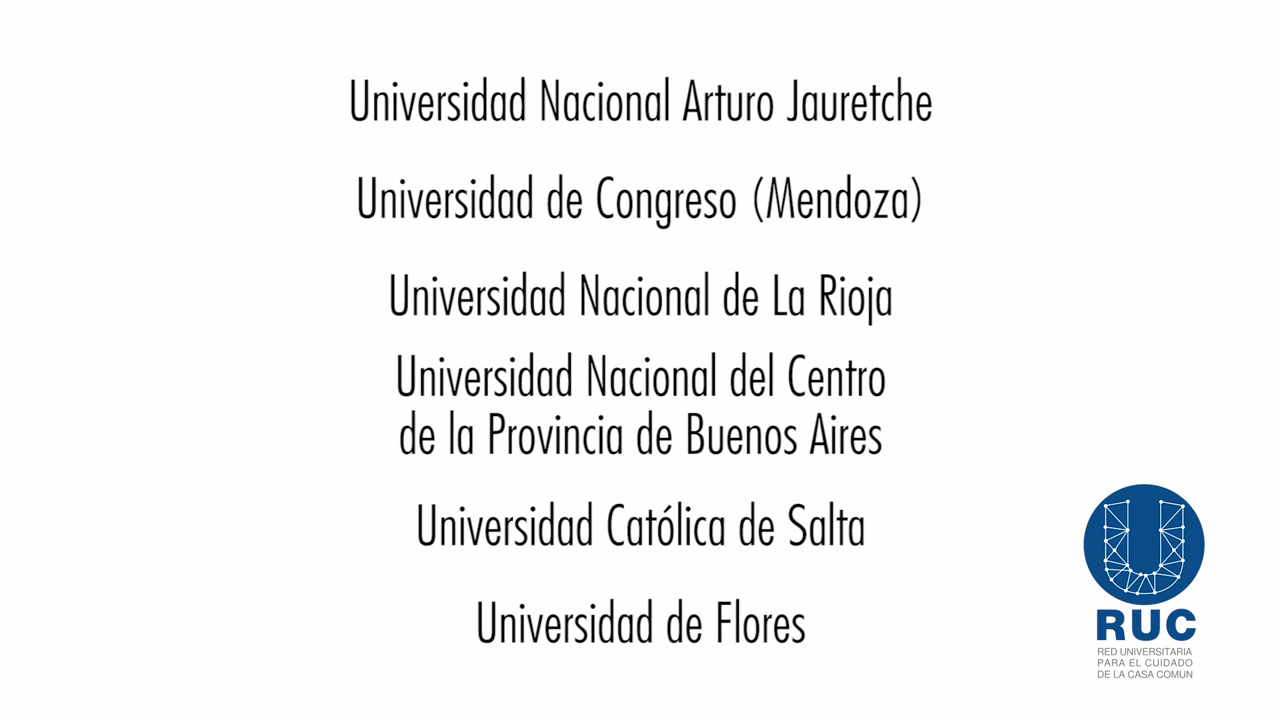 Universidad Nacional Arturo Jauretche
Universidad de Congreso (Mendoza)
Universidad Nacional de La Rioja
Universidad Nacional del Centro
de la Provincia de Buenos Aires
Universidad Católica de Salta
Universidad de Flores
U
RUC
RED UNIVERSITARIA
PARA EL CUIDADO
DE LA CASA COMUN